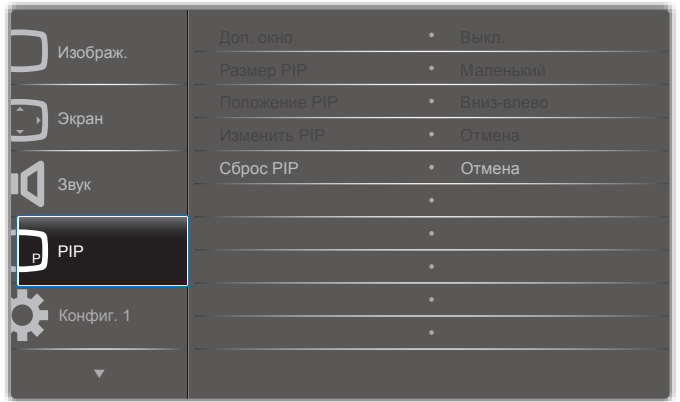 Изображ.
Экран
Звук
P
PIP
Конфиг. 1
Доп. окно • Выкл.
Размер PIP • Маленький
Положение PIP • Вниз-влево
Изменить PIP • Отмена
Сброс PIP • Отмена